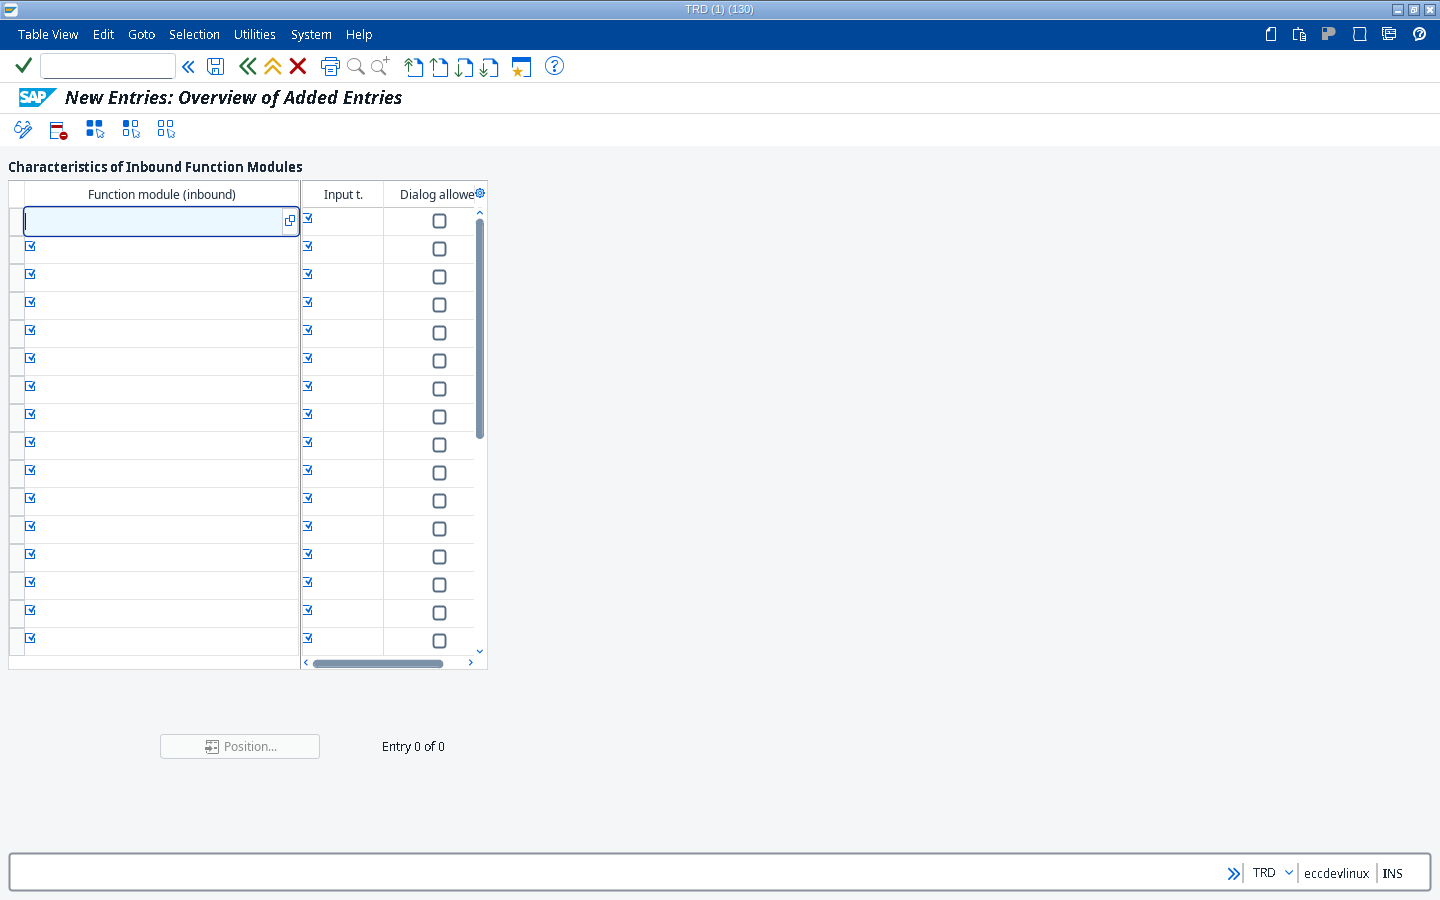 TRD (1) (130)
Table View Edit Goto Selection Utilities System Help
SAP New Entries: Overview of Added Entries
Characteristics of Inbound Function Modules
Function module (inbound) Input t. Dialog allowe
Position... Entry 0 of 0
TRD eccdevlinux INS